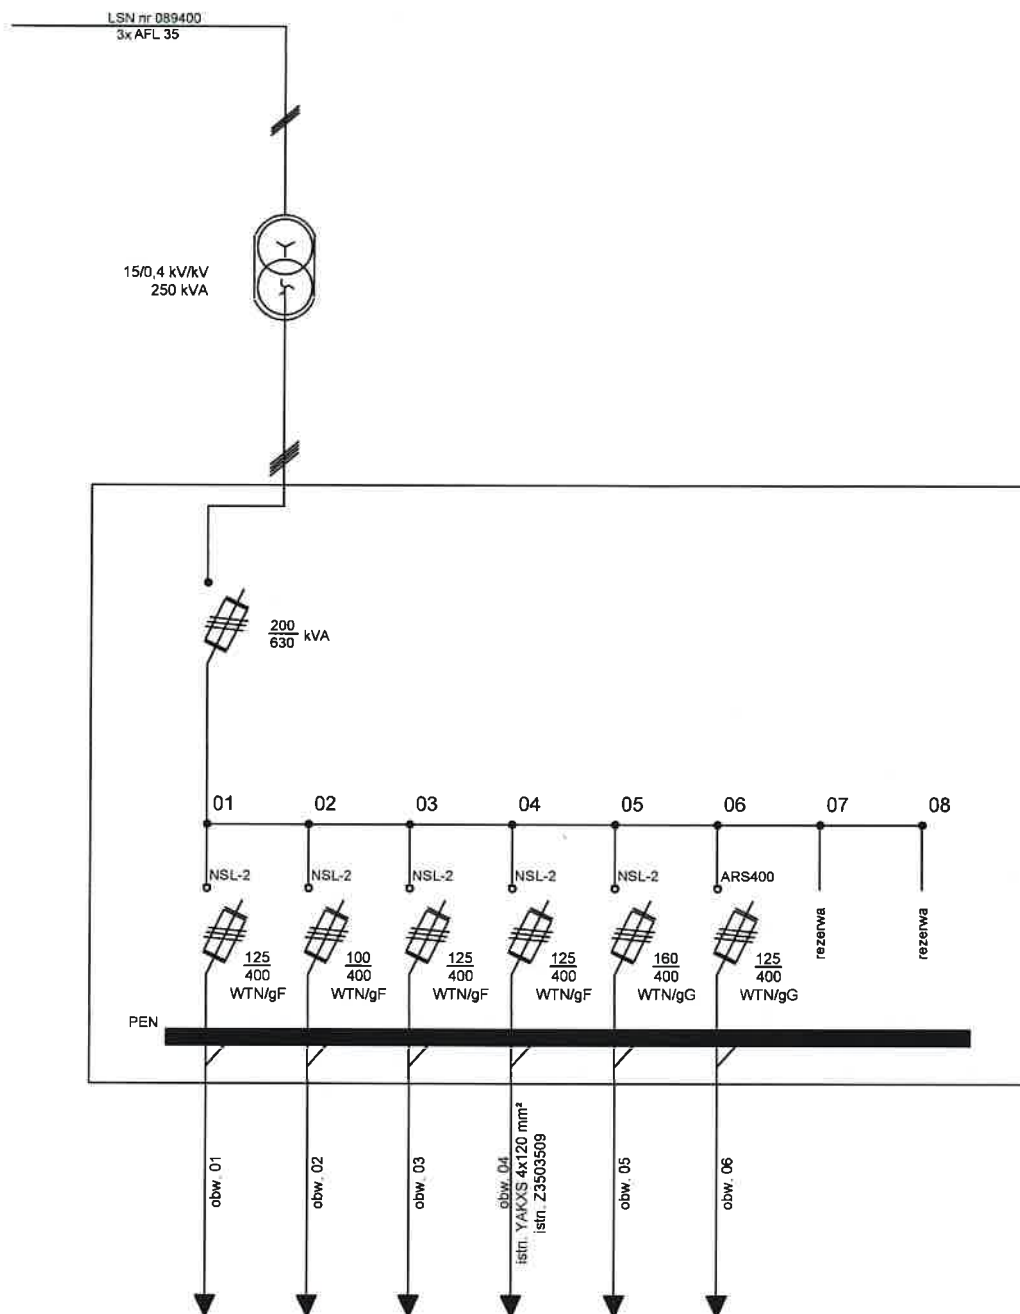 LSN nr 089400
3x AFL 35
15/0,4 kV/kV
250 kVA
200
630 kVA
01 02 03 04 05 06 07 08
NSL-2 NSL-2 NSL-2 NSL-2 NSL-2 ARS400
rezerwa
rezerwa
125 100 125 125 160 125
400 400 400 400 400 400
WTN/gF WTN/gF WTN/gF WTN/gF WTN/gG WTN/gG
PEN
obw. 01
obw. 02
obw. 03
obw. 04
istn. YAKXS 4x120 mm²
istn. Z3503509
obw. 05
obw. 06